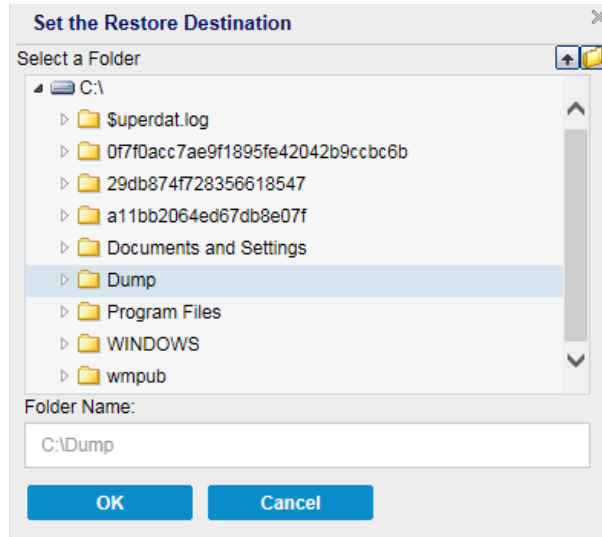 Set the Restore Destination
Select a Folder
C:\
$uperdat.log
0f7f0acc7ae9f1895fe42042b9ccbc6b
29db874f728356618547
a11bb2064ed67db8e07f
Documents and Settings
Dump
Program Files
WINDOWS
wmpub
Folder Name:
C:\Dump
OK Cancel